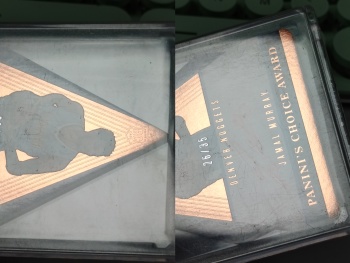 PANINI'S CHOICE AWARD
JAMAL MURRAY
DENVER NUGGETS
26/35